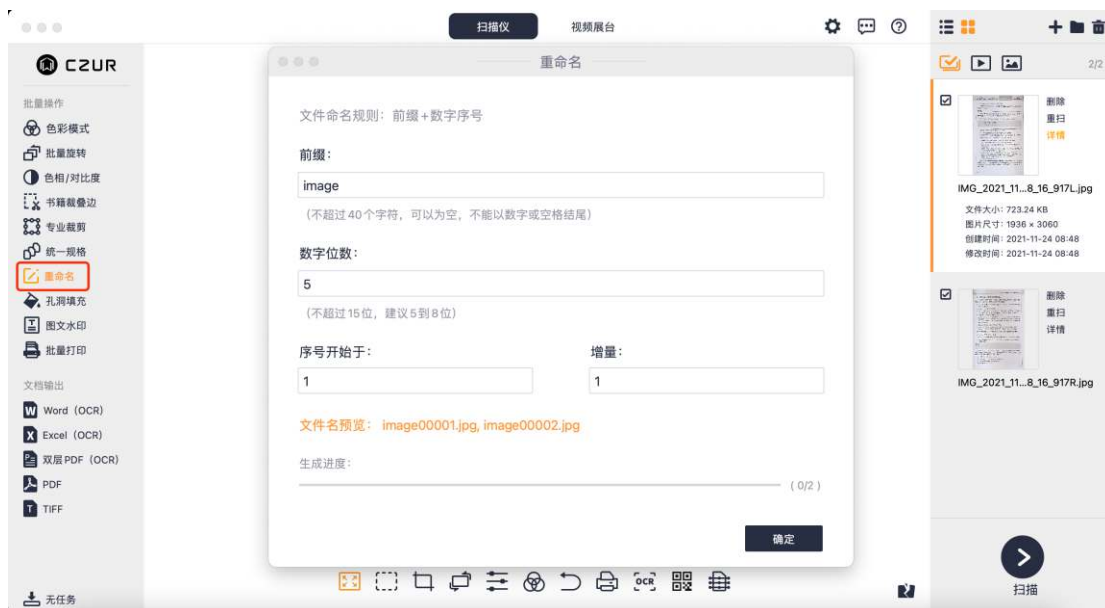 扫描仪
视频展台
CZUR
批量操作
色彩模式
批量旋转
色相/对比度
书籍裁叠边
专业裁剪
统一规格
重命名
孔洞填充
图文水印
批量打印
文档输出
Word（OCR）
Excel（OCR）
双层PDF（OCR）
PDF
TIFF
无任务
重命名
文件命名规则：前缀+数字序号
前缀：
image
（不超过40个字符，可以为空，不能以数字或空格结尾）
数字位数：
5
（不超过15位，建议5到8位）
序号开始于：
增量：
1
1
文件名预览： image00001.jpg, image00002.jpg
生成进度：
( 0/2 )
确定
OCR
2/2
删除
重扫
详情
IMG_2021_11...8_16_917L.jpg
文件大小：723.24 KB
图片尺寸：1936 × 3060
创建时间：2021-11-24 08:48
修改时间：2021-11-24 08:48
删除
重扫
详情
IMG_2021_11...8_16_917R.jpg
扫描